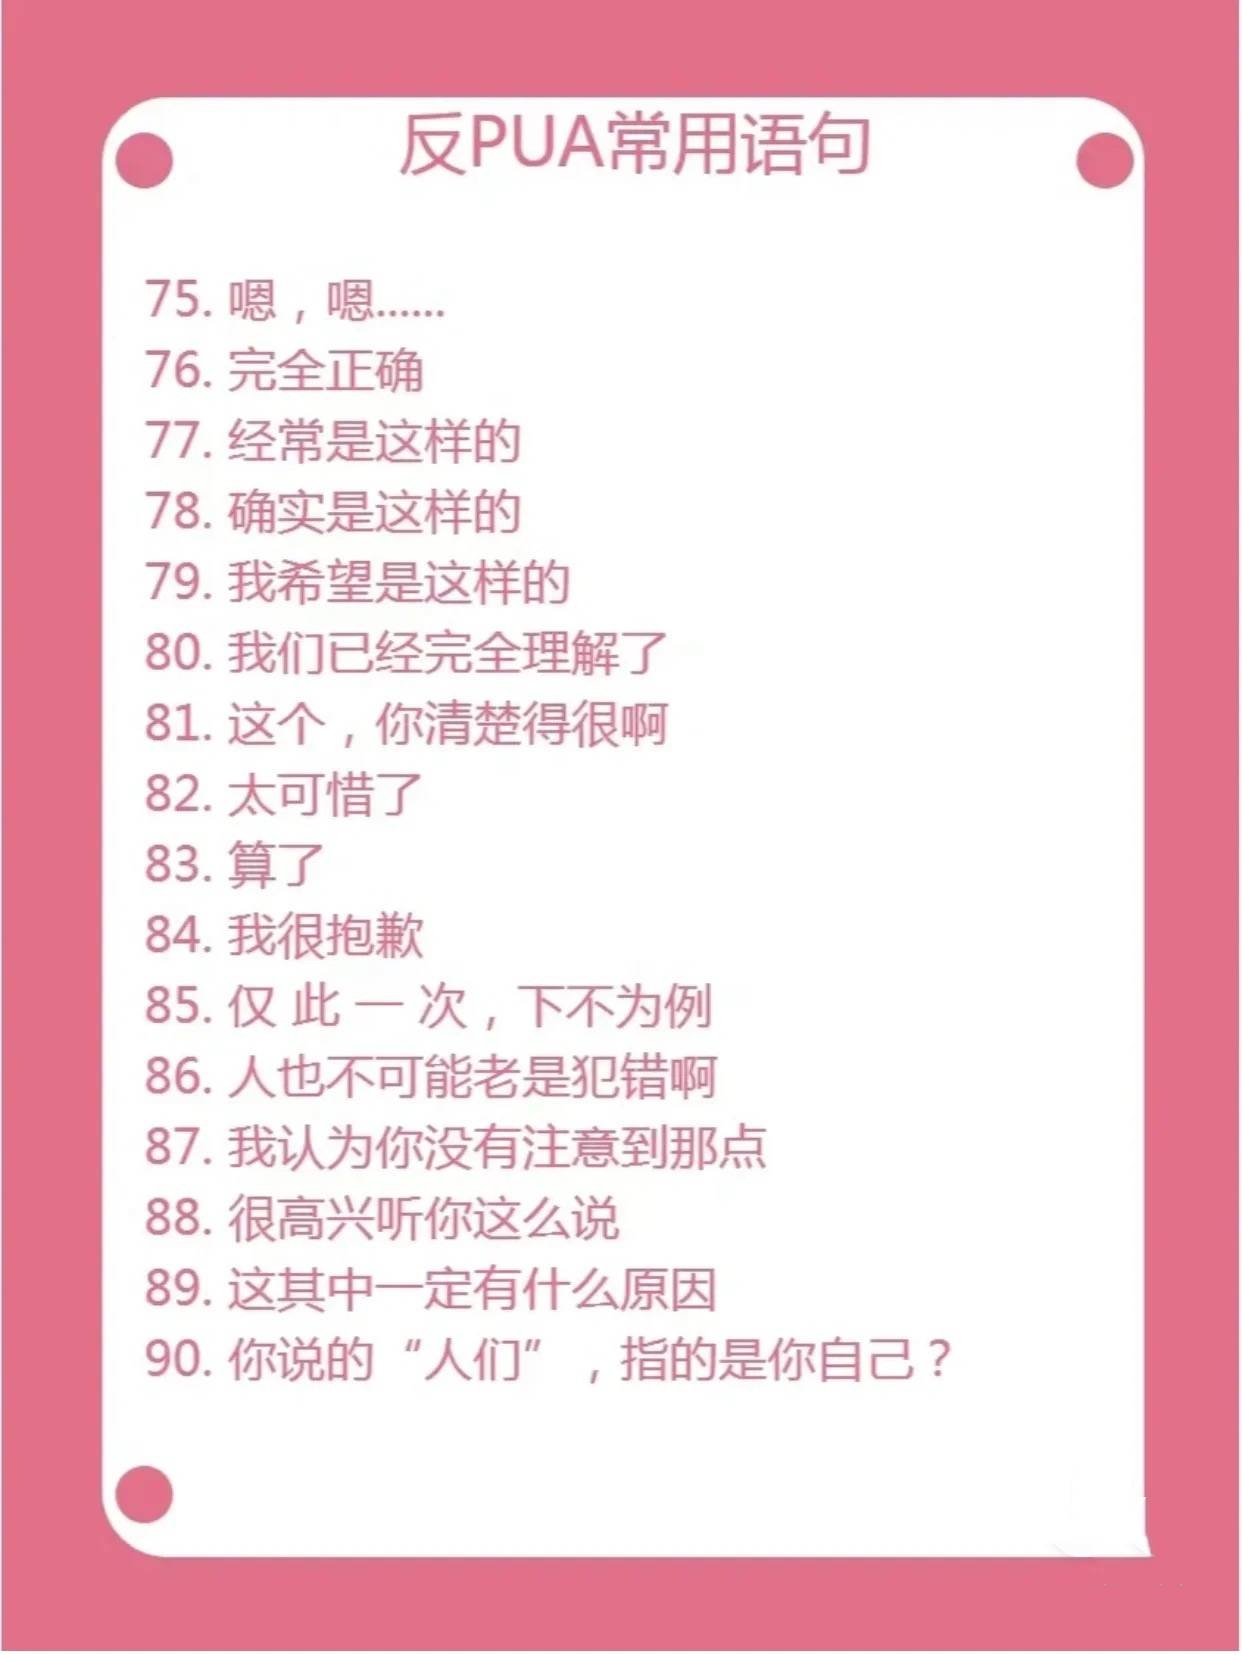 反PUA常用语句
75. 嗯，嗯......
76. 完全正确
77. 经常是这样的
78. 确实是这样的
79. 我希望是这样的
80. 我们已经完全理解了
81. 这个，你清楚得很啊
82. 太可惜了
83. 算了
84. 我很抱歉
85. 仅 此 一 次，下不为例
86. 人也不可能老是犯错啊
87. 我认为你没有注意到那点
88. 很高兴听你这么说
89. 这其中一定有什么原因
90. 你说的“人们”，指的是你自己？